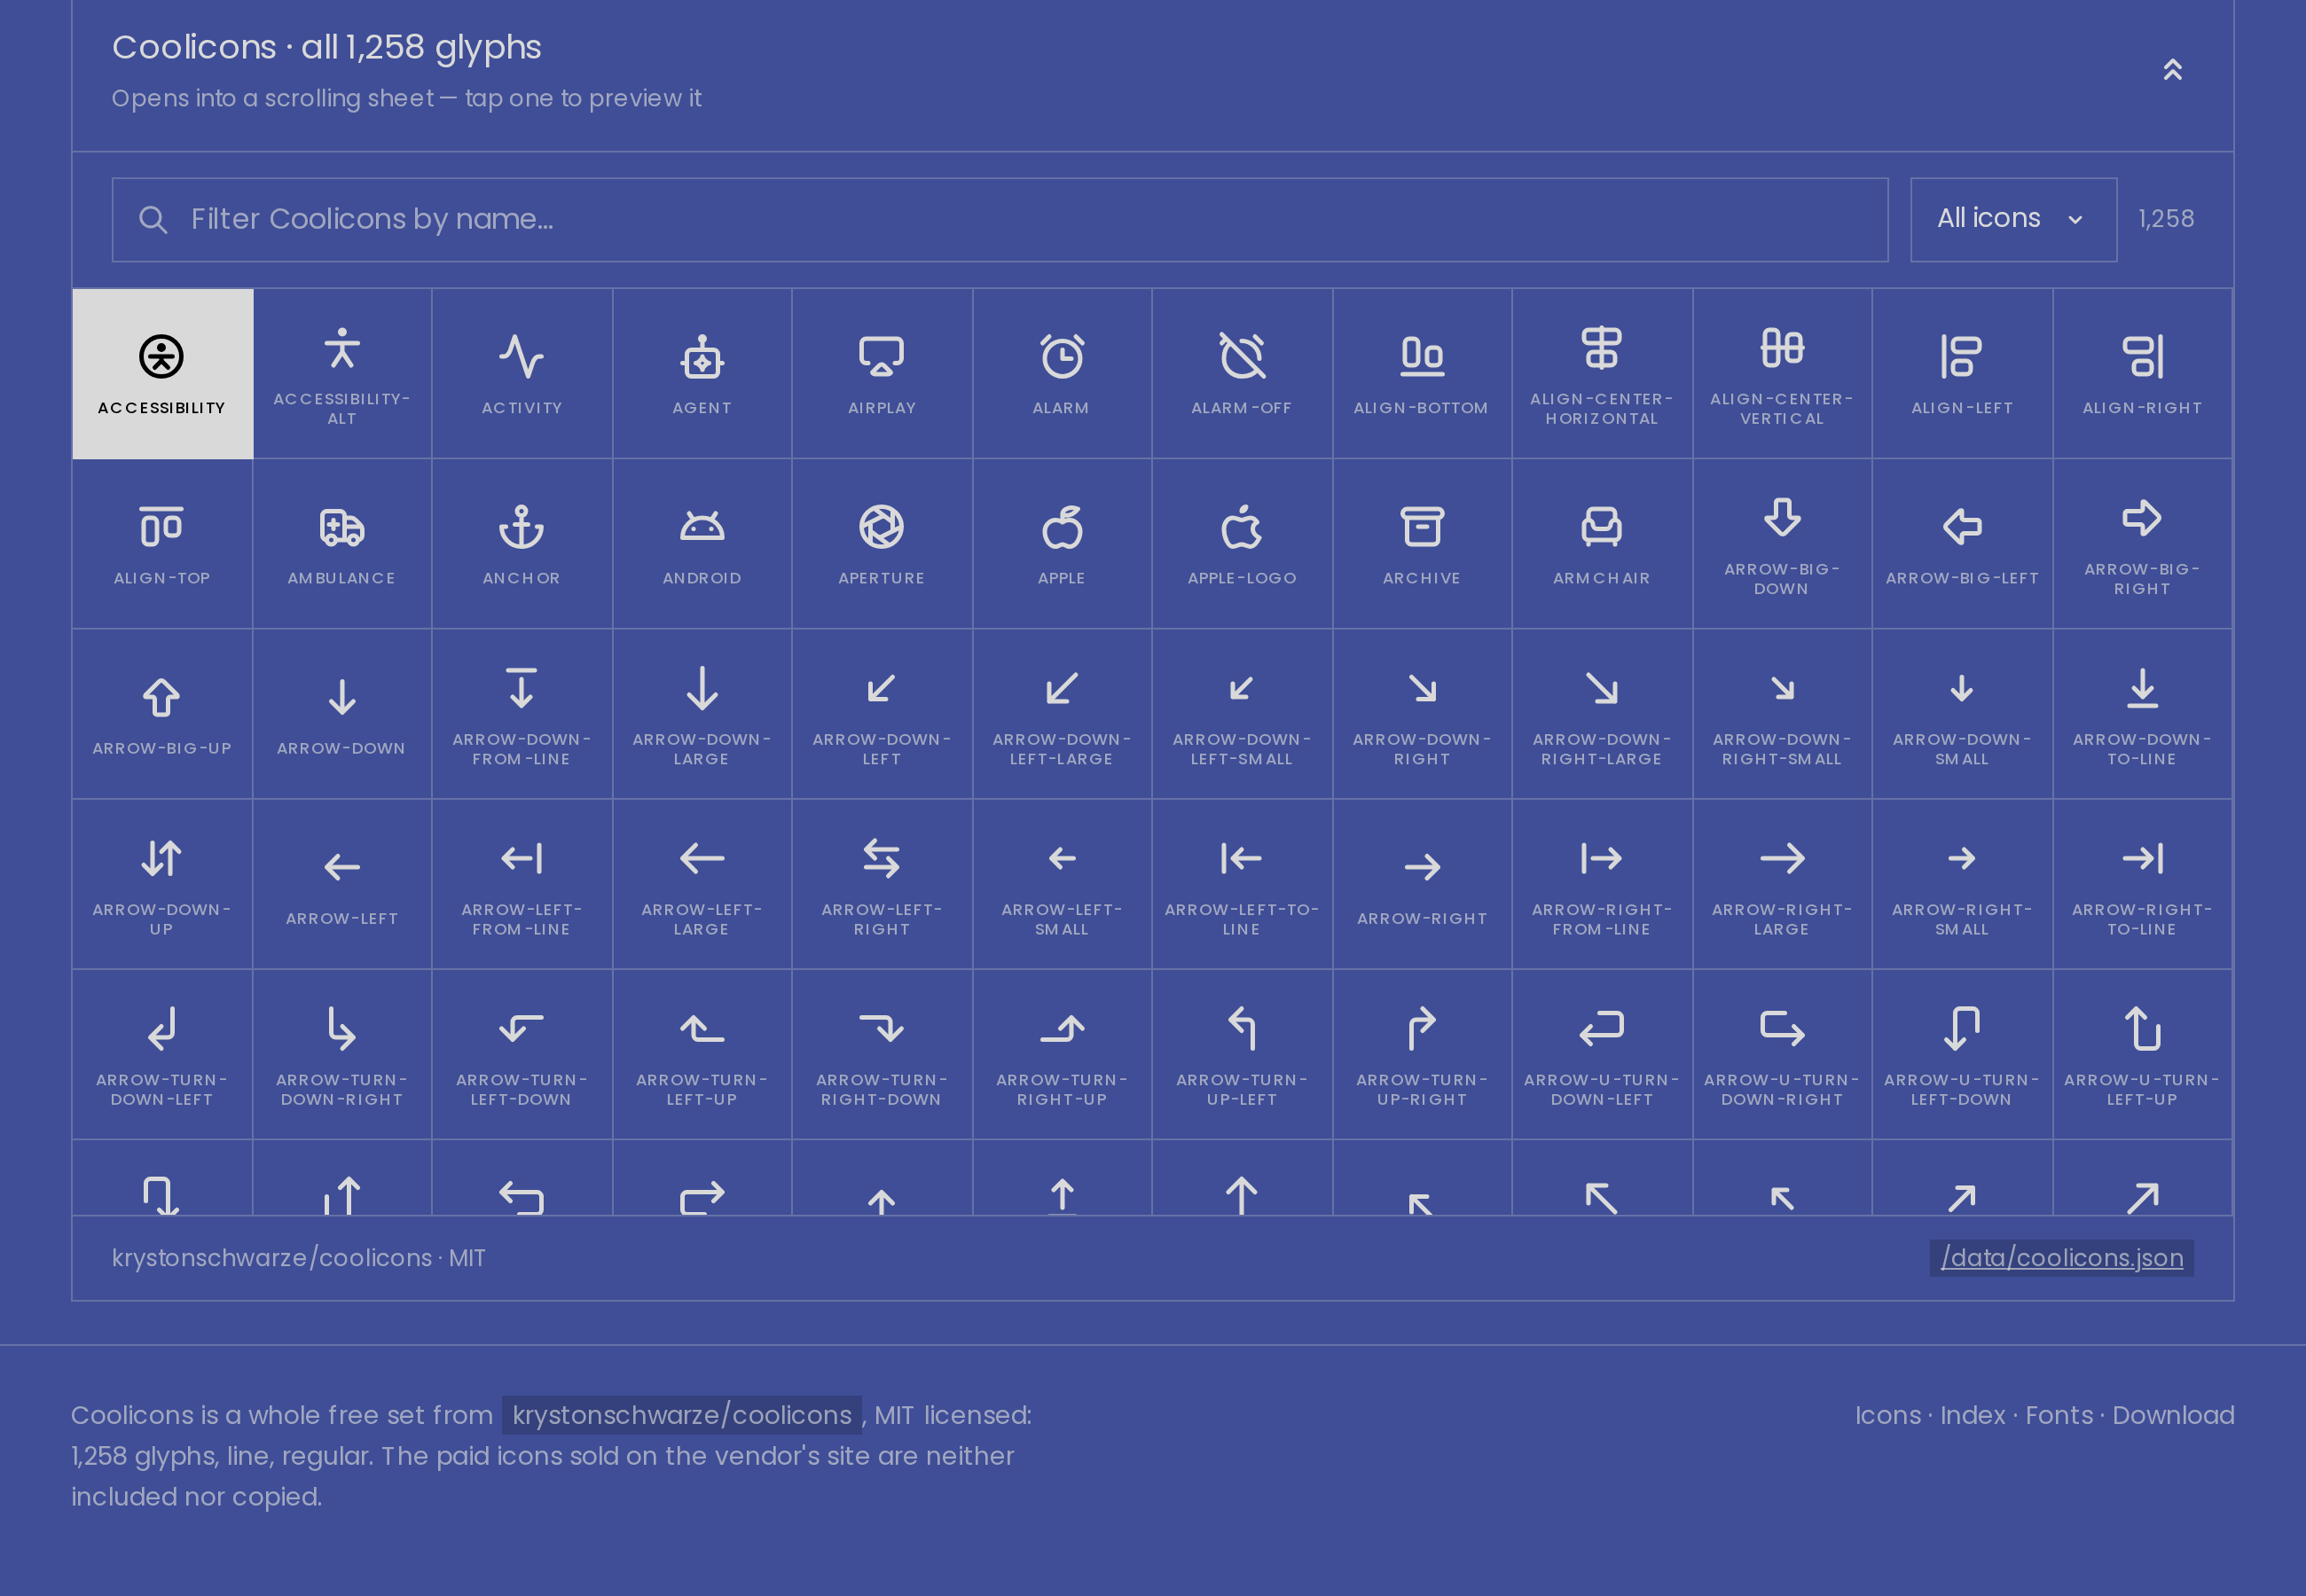 Coolicons · all 1,258 glyphs
Opens into a scrolling sheet — tap one to preview it
Filter Coolicons by name...
All icons
1,258
ACCESSIBILITY
ACCESSIBILITY-
ALT
ACTIVITY
AGENT
AIRPLAY
ALARM
ALARM-OFF
ALIGN-BOTTOM
ALIGN-CENTER-
HORIZONTAL
ALIGN-CENTER-
VERTICAL
ALIGN-LEFT
ALIGN-RIGHT
ALIGN-TOP
AMBULANCE
ANCHOR
ANDROID
APERTURE
APPLE
APPLE-LOGO
ARCHIVE
ARMCHAIR
ARROW-BIG-
DOWN
ARROW-BIG-LEFT
ARROW-BIG-
RIGHT
ARROW-BIG-UP
ARROW-DOWN
ARROW-DOWN-
FROM-LINE
ARROW-DOWN-
LARGE
ARROW-DOWN-
LEFT
ARROW-DOWN-
LEFT-LARGE
ARROW-DOWN-
LEFT-SMALL
ARROW-DOWN-
RIGHT
ARROW-DOWN-
RIGHT-LARGE
ARROW-DOWN-
RIGHT-SMALL
ARROW-DOWN-
SMALL
ARROW-DOWN-
TO-LINE
ARROW-DOWN-
UP
ARROW-LEFT
ARROW-LEFT-
FROM-LINE
ARROW-LEFT-
LARGE
ARROW-LEFT-
RIGHT
ARROW-LEFT-
SMALL
ARROW-LEFT-TO-
LINE
ARROW-RIGHT
ARROW-RIGHT-
FROM-LINE
ARROW-RIGHT-
LARGE
ARROW-RIGHT-
SMALL
ARROW-RIGHT-
TO-LINE
ARROW-TURN-
DOWN-LEFT
ARROW-TURN-
DOWN-RIGHT
ARROW-TURN-
LEFT-DOWN
ARROW-TURN-
LEFT-UP
ARROW-TURN-
RIGHT-DOWN
ARROW-TURN-
RIGHT-UP
ARROW-TURN-
UP-LEFT
ARROW-TURN-
UP-RIGHT
ARROW-U-TURN-
DOWN-LEFT
ARROW-U-TURN-
DOWN-RIGHT
ARROW-U-TURN-
LEFT-DOWN
ARROW-U-TURN-
LEFT-UP
krystonschwarze/coolicons · MIT
/data/coolicons.json
Coolicons is a whole free set from krystonschwarze/coolicons, MIT licensed:
1,258 glyphs, line, regular. The paid icons sold on the vendor's site are neither
included nor copied.
Icons · Index · Fonts · Download